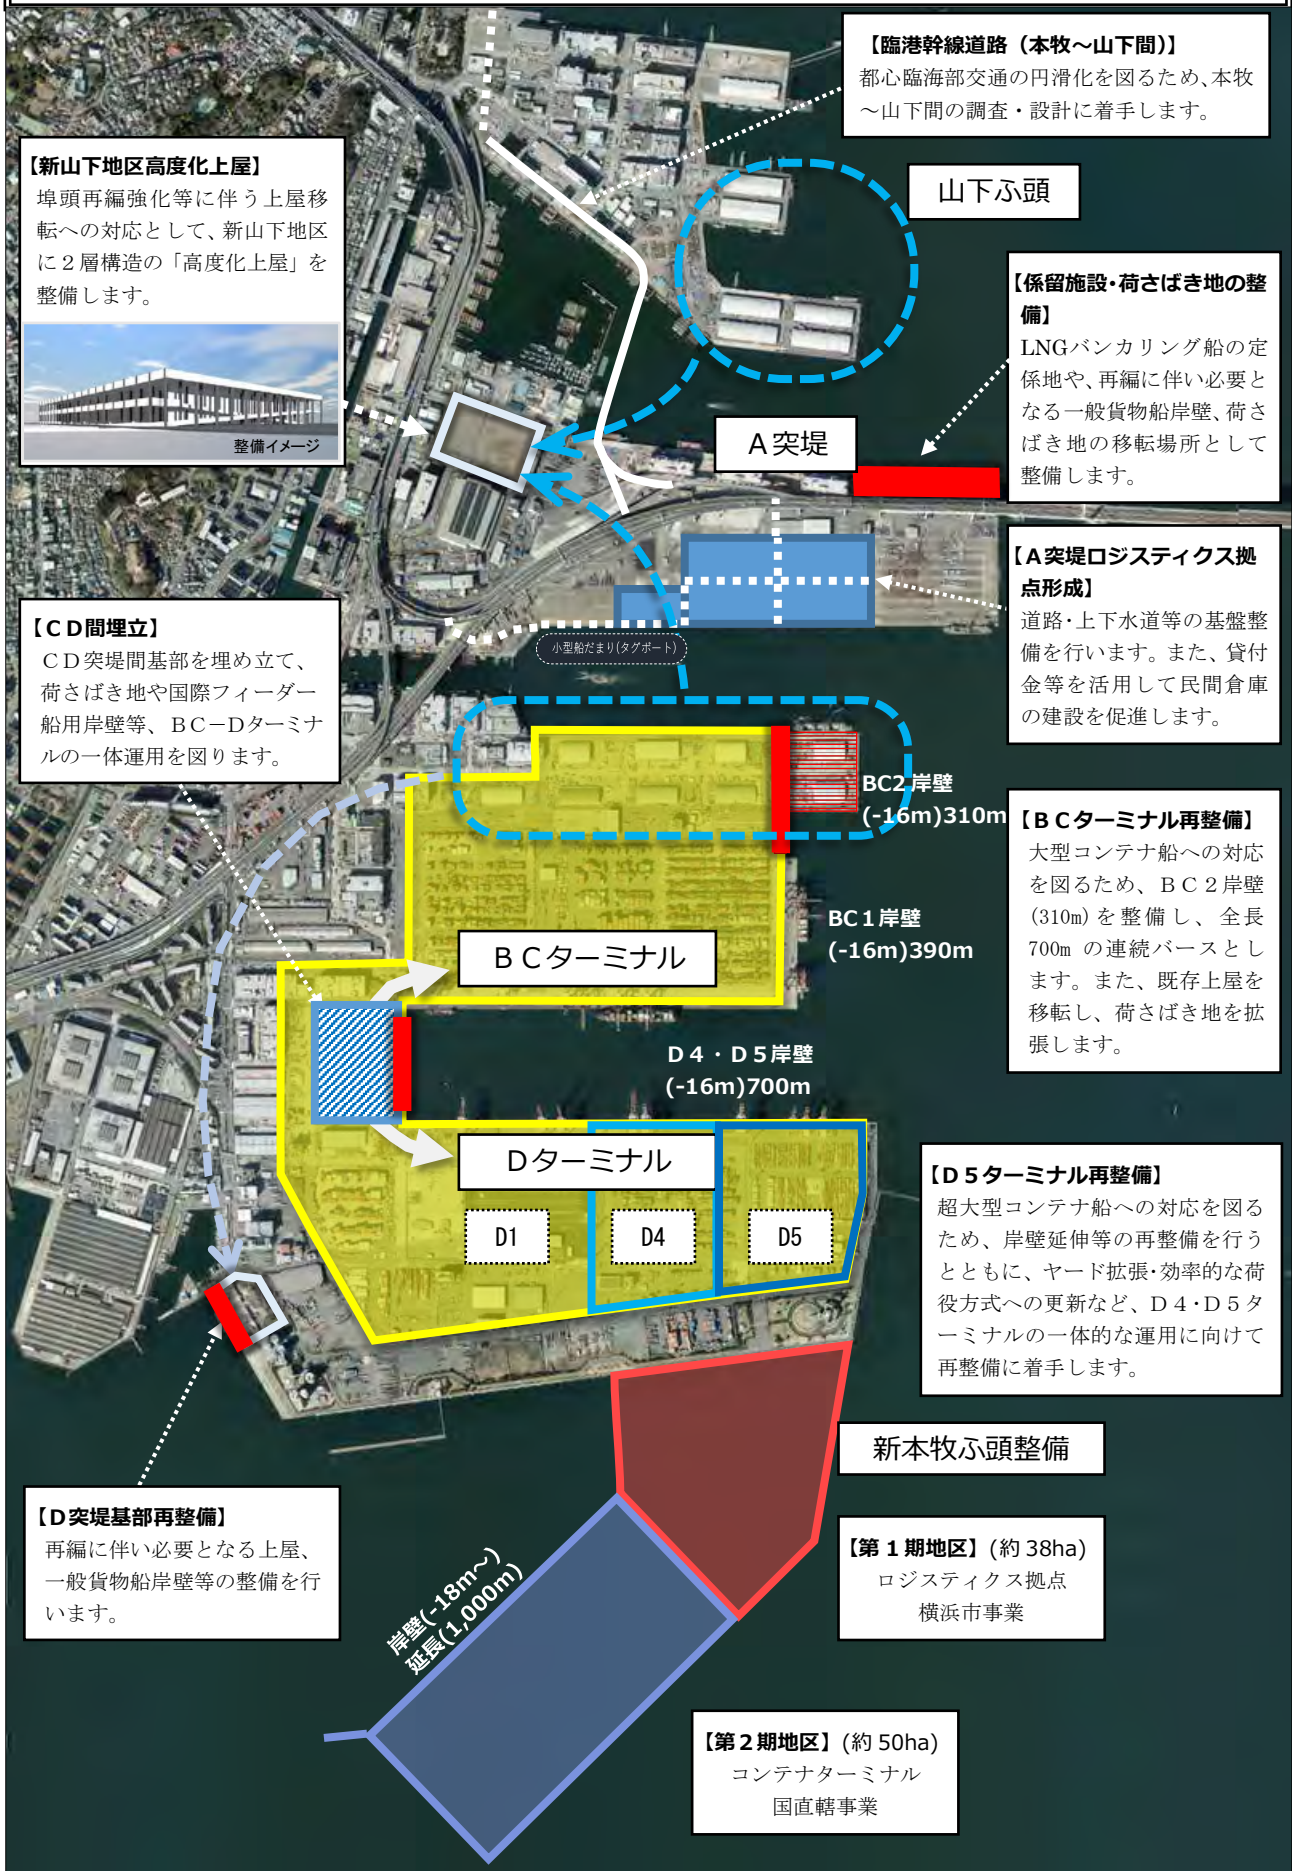 【臨港幹線道路（本牧～山下間）】
都心臨海部交通の円滑化を図るため、本牧
～山下間の調査・設計に着手します。
【新山下地区高度化上屋】
埠頭再編強化等に伴う上屋移
転への対応として、新山下地区
に２層構造の「高度化上屋」を
整備します。
整備イメージ
山下ふ頭
【係留施設・荷さばき地の整
備】
LNGバンカリング船の定
係地や、再編に伴い必要と
なる一般貨物船岸壁、荷さ
ばき地の移転場所として
整備します。
Ａ突堤
【Ａ突堤ロジスティクス拠
点形成】
道路・上下水道等の基盤整
備を行います。また、貸付
金等を活用して民間倉庫
の建設を促進します。
【ＣＤ間埋立】
ＣＤ突堤間基部を埋め立て、
荷さばき地や国際フィーダー
船用岸壁等、ＢＣ－Ｄターミナ
ルの一体運用を図ります。
小型船だまり(タグボート)
BC2岸壁
(-16m)310m
【ＢＣターミナル再整備】
大型コンテナ船への対応
を図るため、ＢＣ２岸壁
(310m)を整備し、全長
700m の連続バースとし
ます。また、既存上屋を
移転し、荷さばき地を拡
張します。
BC1岸壁
(-16m)390m
ＢＣターミナル
Ｄ４・Ｄ５岸壁
(-16m)700m
Ｄターミナル
D1
D4
D5
【Ｄ５ターミナル再整備】
超大型コンテナ船への対応を図る
ため、岸壁延伸等の再整備を行う
とともに、ヤード拡張・効率的な荷
役方式への更新など、Ｄ４・Ｄ５タ
ーミナルの一体的な運用に向けて
再整備に着手します。
新本牧ふ頭整備
【Ｄ突堤基部再整備】
再編に伴い必要となる上屋、
一般貨物船岸壁等の整備を行
います。
【第１期地区】(約 38ha)
ロジスティクス拠点
横浜市事業
岸壁(-18m～)
延長(1,000m)
【第２期地区】(約 50ha)
コンテナターミナル
国直轄事業